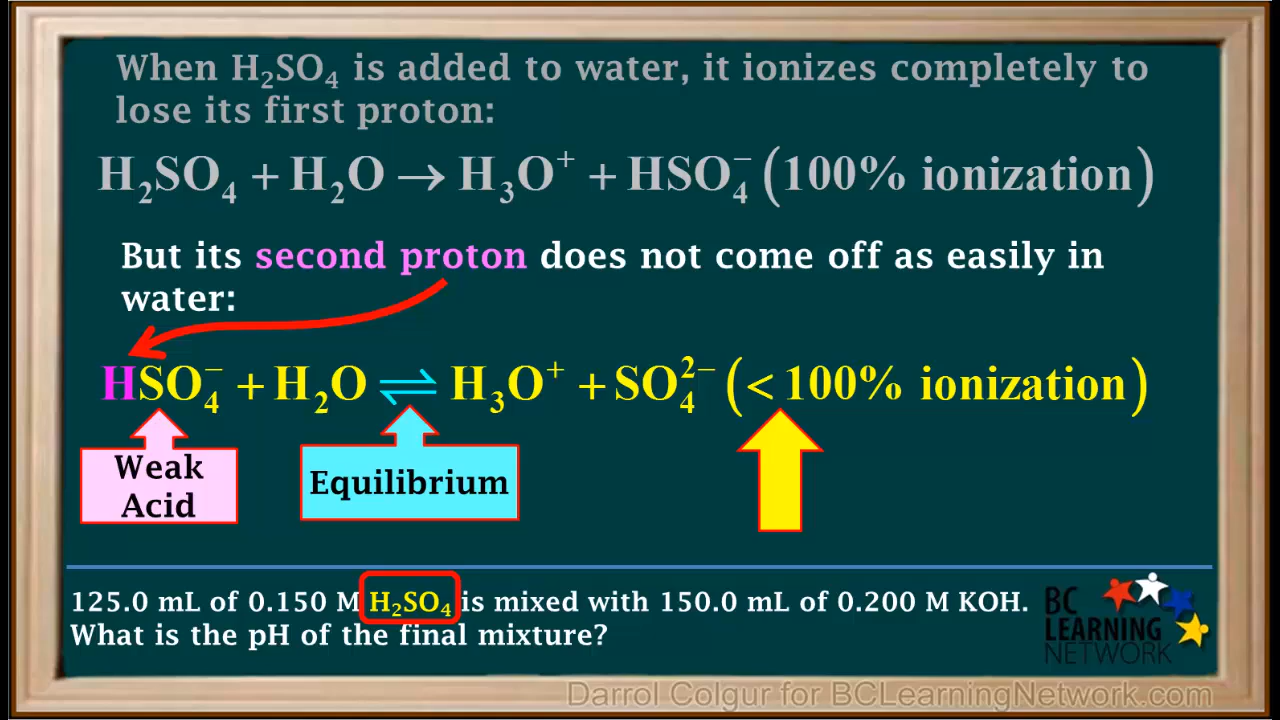 When H₂SO₄ is added to water, it ionizes completely to
lose its first proton:
H₂SO₄ + H₂O → H₃O⁺ + HSO₄⁻ (100% ionization)
But its second proton does not come off as easily in
water:
HSO₄⁻ + H₂O ⇌ H₃O⁺ + SO₄²⁻ (< 100% ionization)
Weak
Acid
Equilibrium
125.0 mL of 0.150 M H₂SO₄ is mixed with 150.0 mL of 0.200 M KOH.
What is the pH of the final mixture?
BC
LEARNING
NETWORK
Darrol Colgur for BCLearningNetwork.com